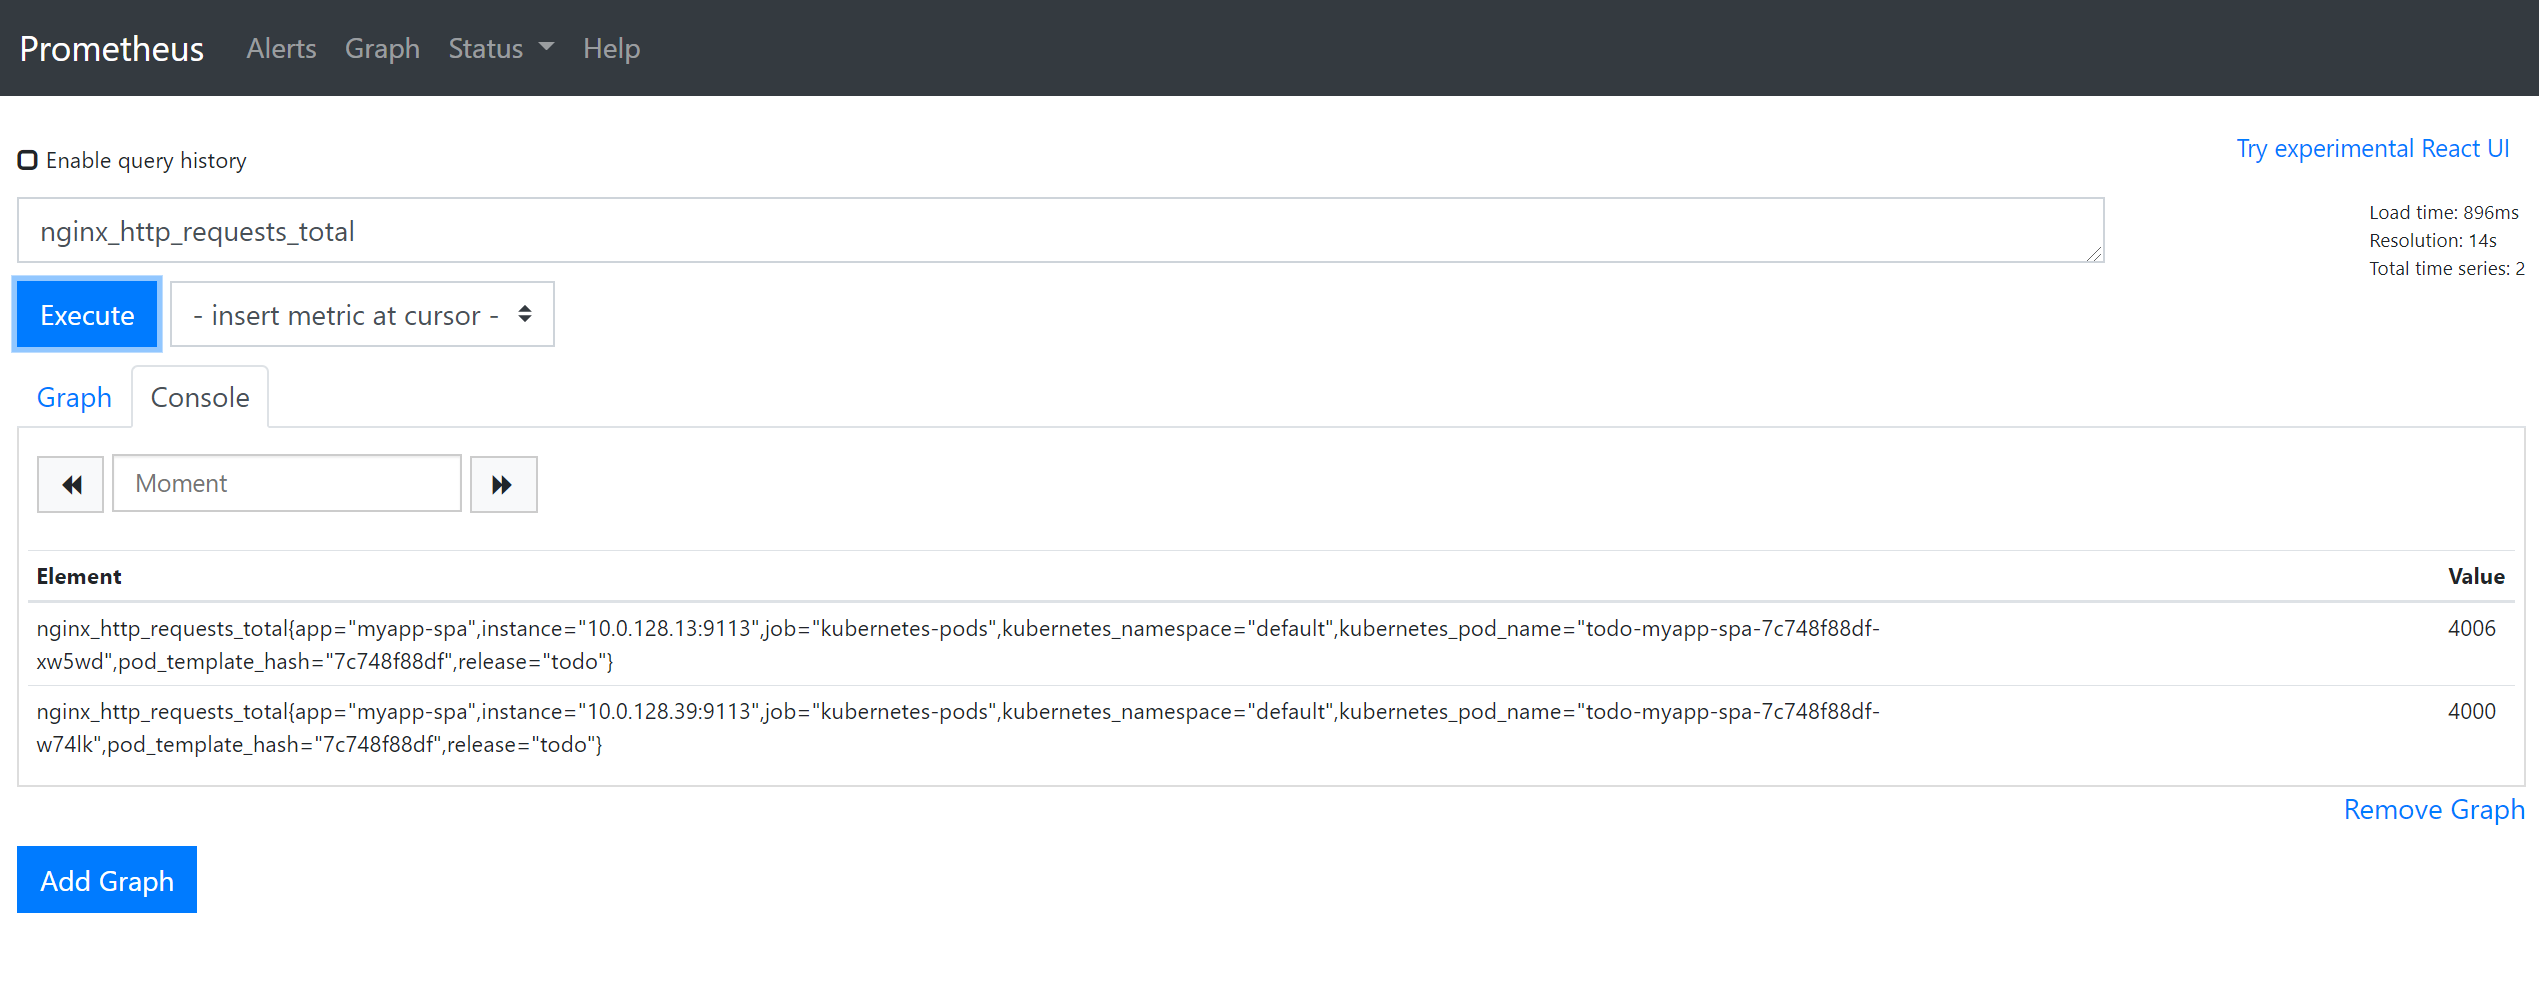 Prometheus Alerts Graph Status Help
Enable query history
Try experimental React UI
nginx_http_requests_total
Load time: 896ms
Resolution: 14s
Total time series: 2
Execute
- insert metric at cursor -
Graph
Console
Moment
Element Value
nginx_http_requests_total{app="myapp-spa",instance="10.0.128.13:9113",job="kubernetes-pods",kubernetes_namespace="default",kubernetes_pod_name="todo-myapp-spa-7c748f88df- 4006
xw5wd",pod_template_hash="7c748f88df",release="todo"}
nginx_http_requests_total{app="myapp-spa",instance="10.0.128.39:9113",job="kubernetes-pods",kubernetes_namespace="default",kubernetes_pod_name="todo-myapp-spa-7c748f88df- 4000
w74lk",pod_template_hash="7c748f88df",release="todo"}
Remove Graph
Add Graph